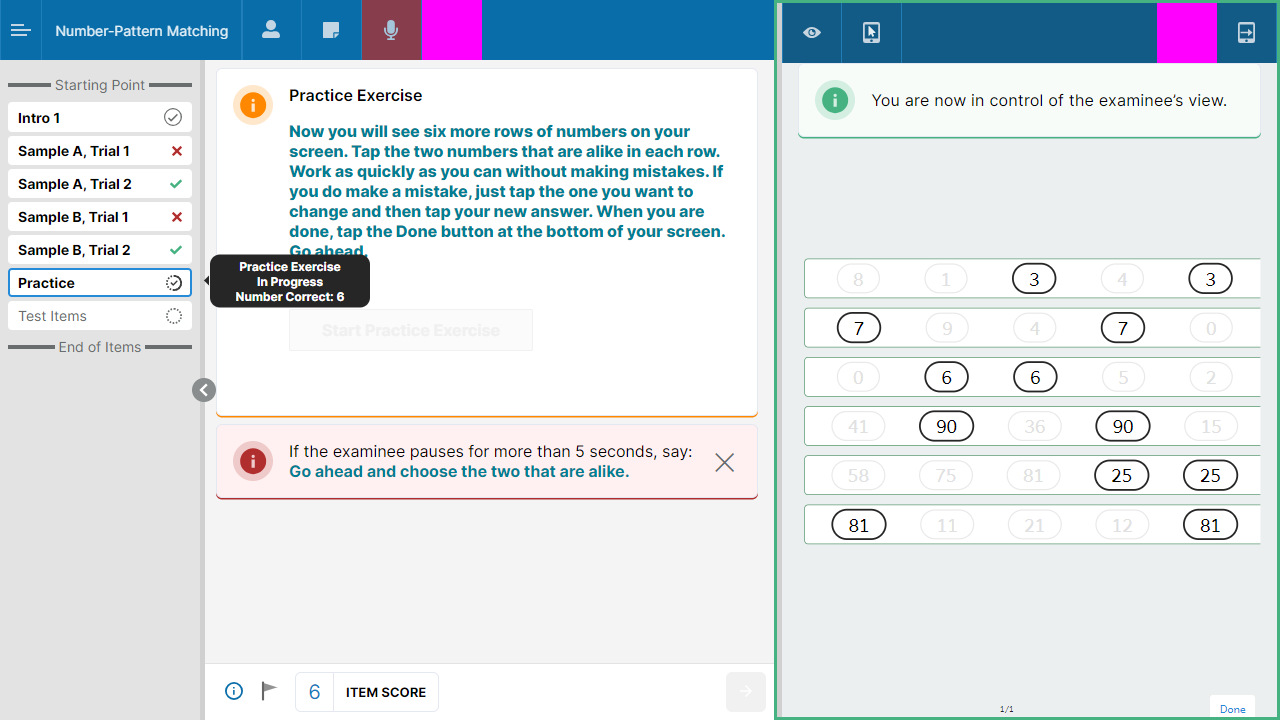 Number-Pattern Matching
Starting Point
Intro 1
Sample A, Trial 1
Sample A, Trial 2
Sample B, Trial 1
Sample B, Trial 2
Practice
Test Items
End of Items
Practice Exercise
Now you will see six more rows of numbers on your
screen. Tap the two numbers that are alike in each row.
Work as quickly as you can without making mistakes. If
you do make a mistake, just tap the one you want to
change and then tap your new answer. When you are
done, tap the Done button at the bottom of your screen.
Go ahead.
Practice Exercise
In Progress
Number Correct: 6
Start Practice Exercise
If the examinee pauses for more than 5 seconds, say:
Go ahead and choose the two that are alike.
6 ITEM SCORE
You are now in control of the examinee's view.
8 1 3 4 3
7 9 4 7 0
0 6 6 5 2
41 90 36 90 15
58 75 81 25 25
81 11 21 12 81
1/1
Done